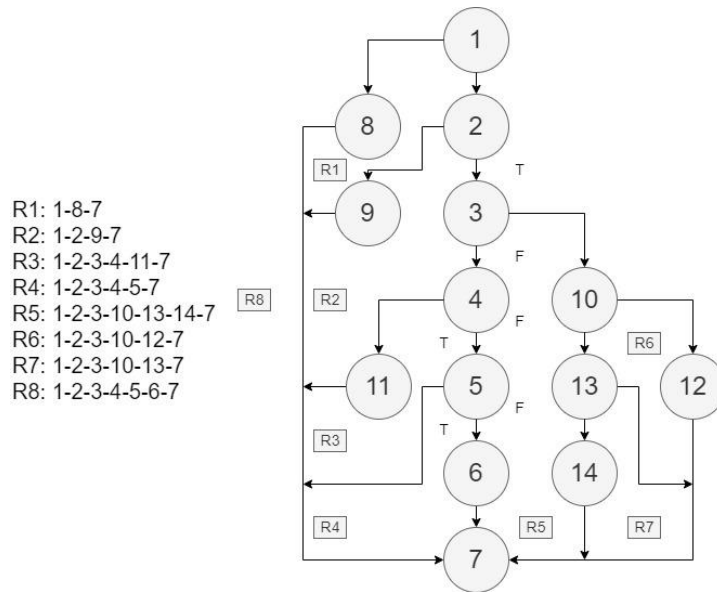 1
8
2
R1
T
R1: 1-8-7
R2: 1-2-9-7
R3: 1-2-3-4-11-7
R4: 1-2-3-4-5-7
R5: 1-2-3-10-13-14-7
R6: 1-2-3-10-12-7
R7: 1-2-3-10-13-7
R8: 1-2-3-4-5-6-7
9
3
F
R8
R2
4
F
10
T
R6
11
5
F
13
12
R3
T
6
14
R4
R5
R7
7